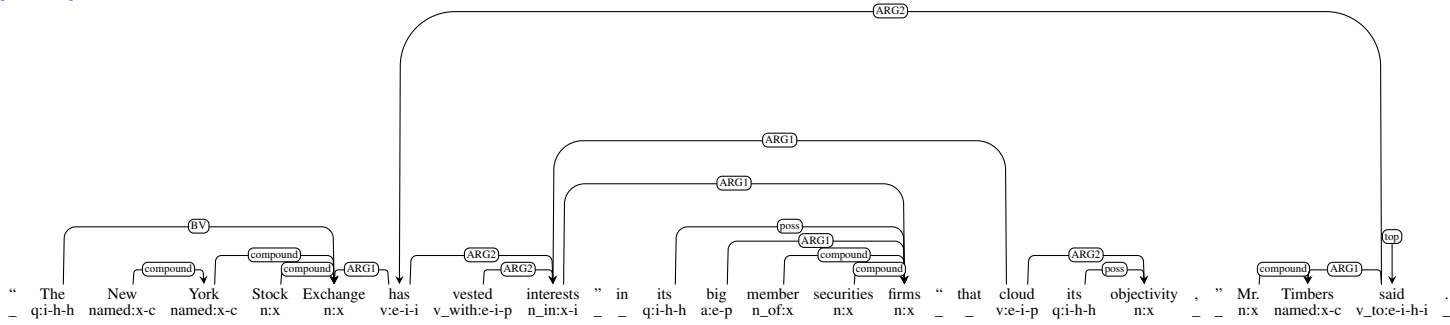 ARG2
ARG1
ARG1
BV poss top
ARG1
compound ARG2 compound ARG2
compound compound ARG1 ARG2 compound poss compound ARG1
“ The New York Stock Exchange has vested interests ” in its big member securities firms “ that cloud its objectivity , ” Mr. Timbers said .
_ q:i-h-h named:x-c named:x-c n:x n:x v:e-i-i v_with:e-i-p n_in:x-i _ _ q:i-h-h a:e-p n_of:x n:x n:x _ _ v:e-i-p q:i-h-h n:x _ _ n:x named:x-c v_to:e-i-h-i _